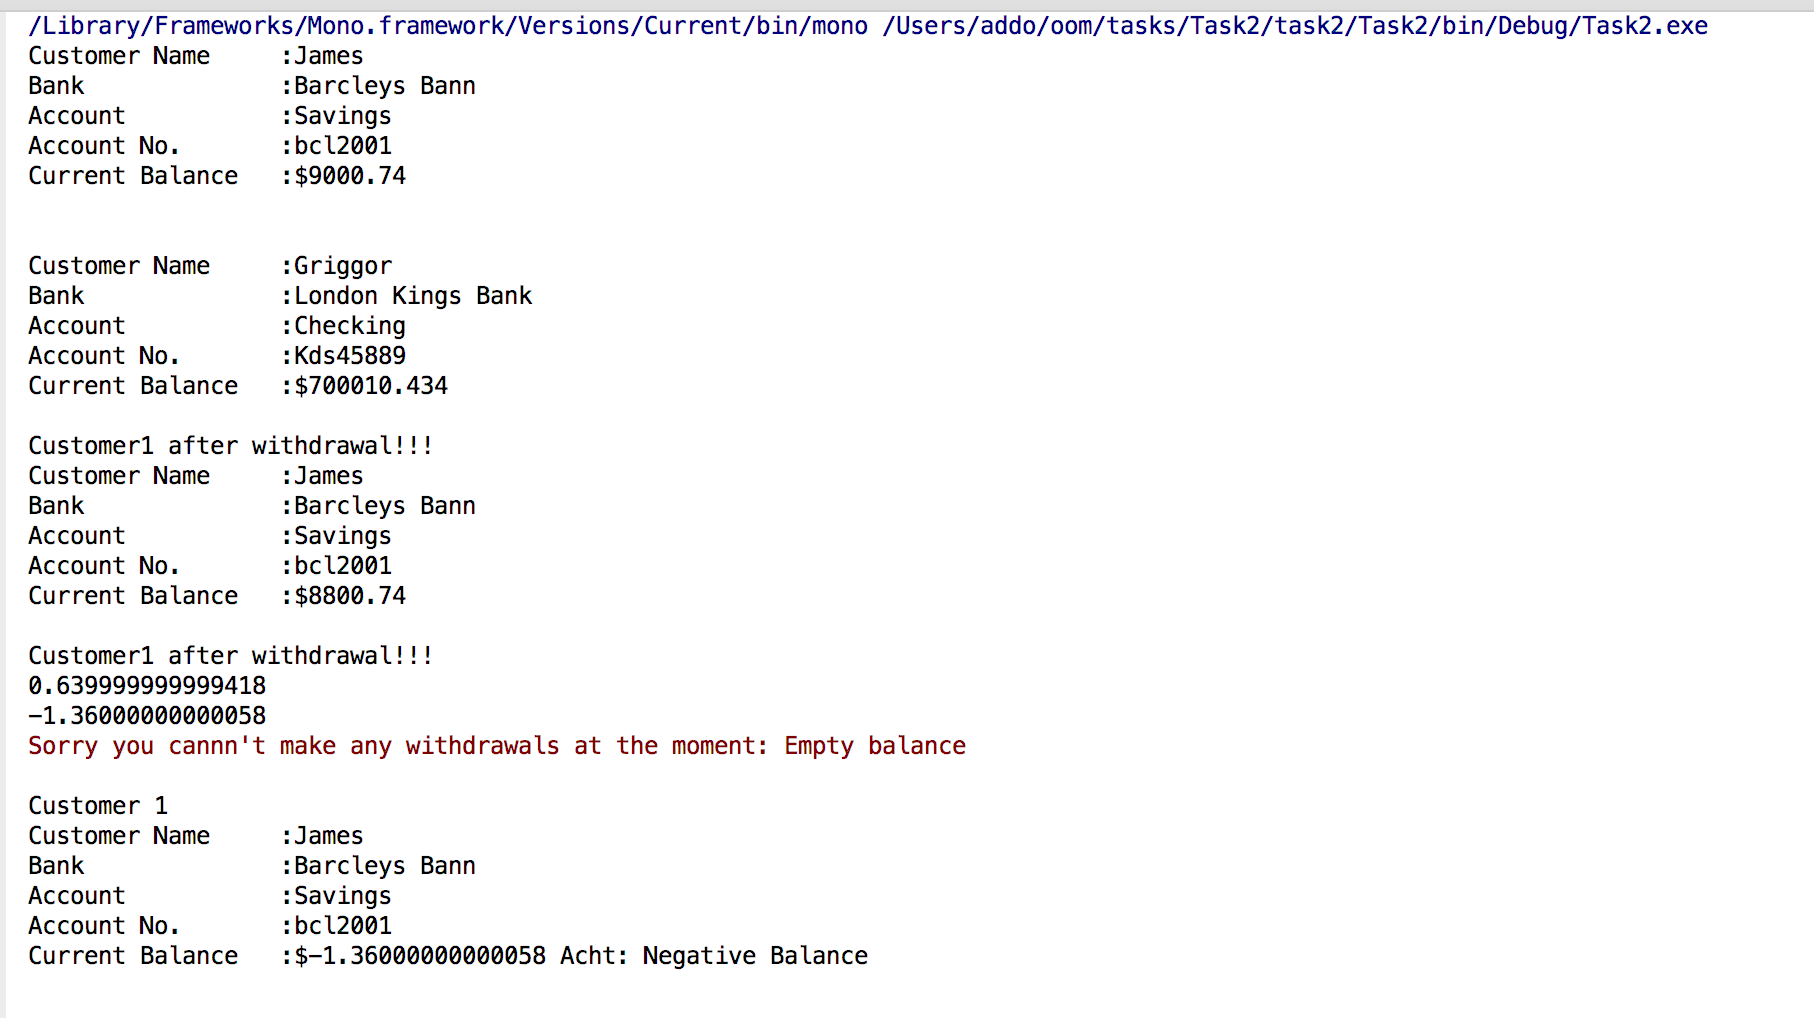 /Library/Frameworks/Mono.framework/Versions/Current/bin/mono /Users/addo/oom/tasks/Task2/task2/Task2/bin/Debug/Task2.exe
Customer Name     :James
Bank              :Barcleys Bann
Account           :Savings
Account No.       :bcl2001
Current Balance   :$9000.74
Customer Name     :Griggor
Bank              :London Kings Bank
Account           :Checking
Account No.       :Kds45889
Current Balance   :$700010.434
Customer1 after withdrawal!!!
Customer Name     :James
Bank              :Barcleys Bann
Account           :Savings
Account No.       :bcl2001
Current Balance   :$8800.74
Customer1 after withdrawal!!!
0.639999999999418
-1.36000000000058
Sorry you cannn't make any withdrawals at the moment: Empty balance
Customer 1
Customer Name     :James
Bank              :Barcleys Bann
Account           :Savings
Account No.       :bcl2001
Current Balance   :$-1.36000000000058 Acht: Negative Balance